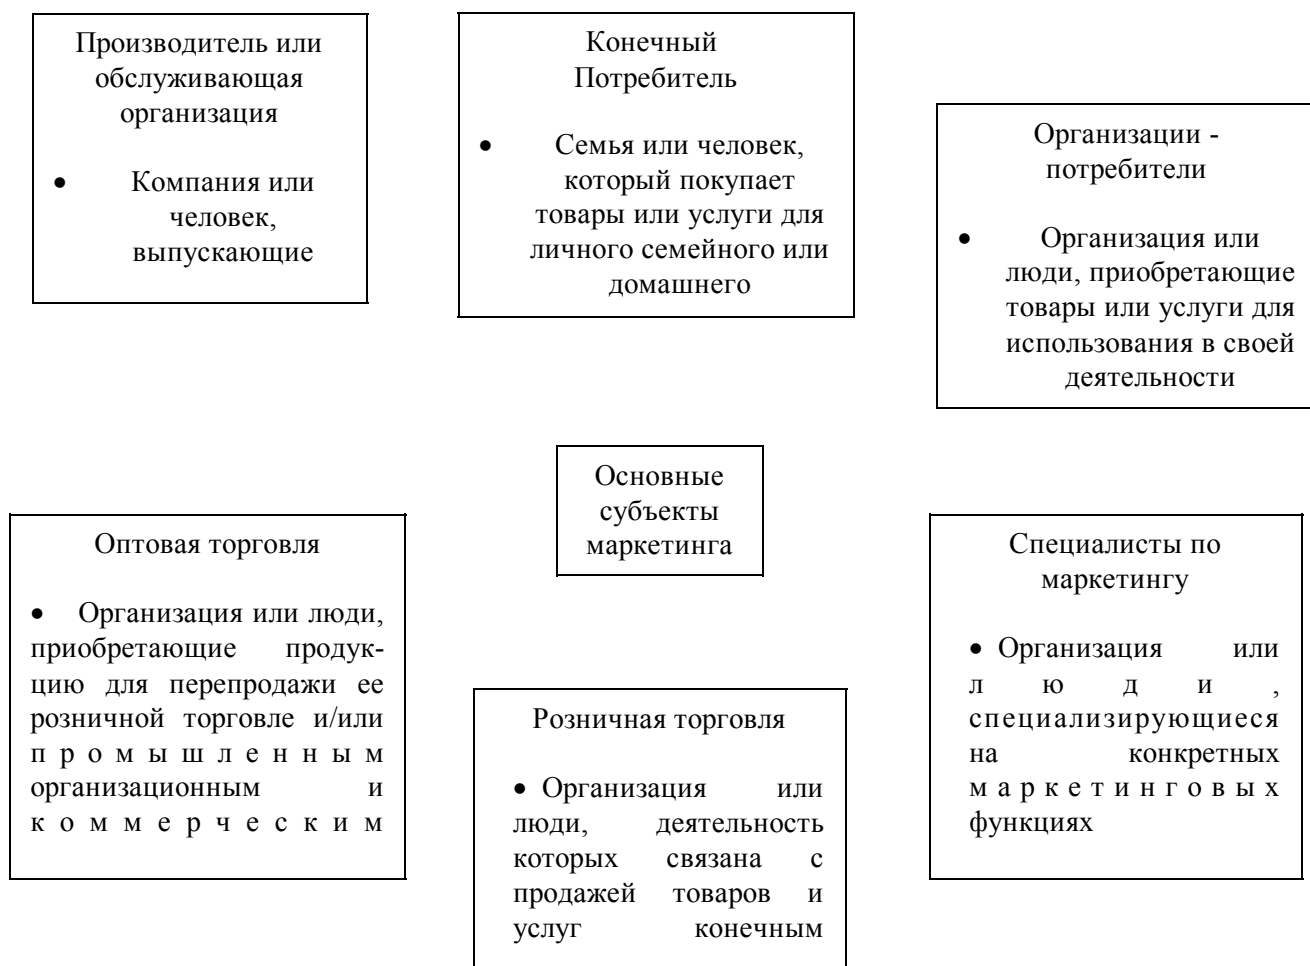 Производитель или
обслуживающая
организация
• Компания или
человек,
выпускающие
Конечный
Потребитель
• Семья или человек,
который покупает
товары или услуги для
личного семейного или
домашнего
Организации -
потребители
• Организация или
люди, приобретающие
товары или услуги для
использования в своей
деятельности
Основные
субъекты
маркетинга
Оптовая торговля
• Организация или люди,
приобретающие продук-
цию для перепродажи ее
розничной торговле и/или
промышленным
организационным и
коммерческим
Розничная торговля
• Организация или
люди, деятельность
которых связана с
продажей товаров и
услуг конечным
Специалисты по
маркетингу
• Организация или
люди,
специализирующиеся
на конкретных
маркетинговых
функциях